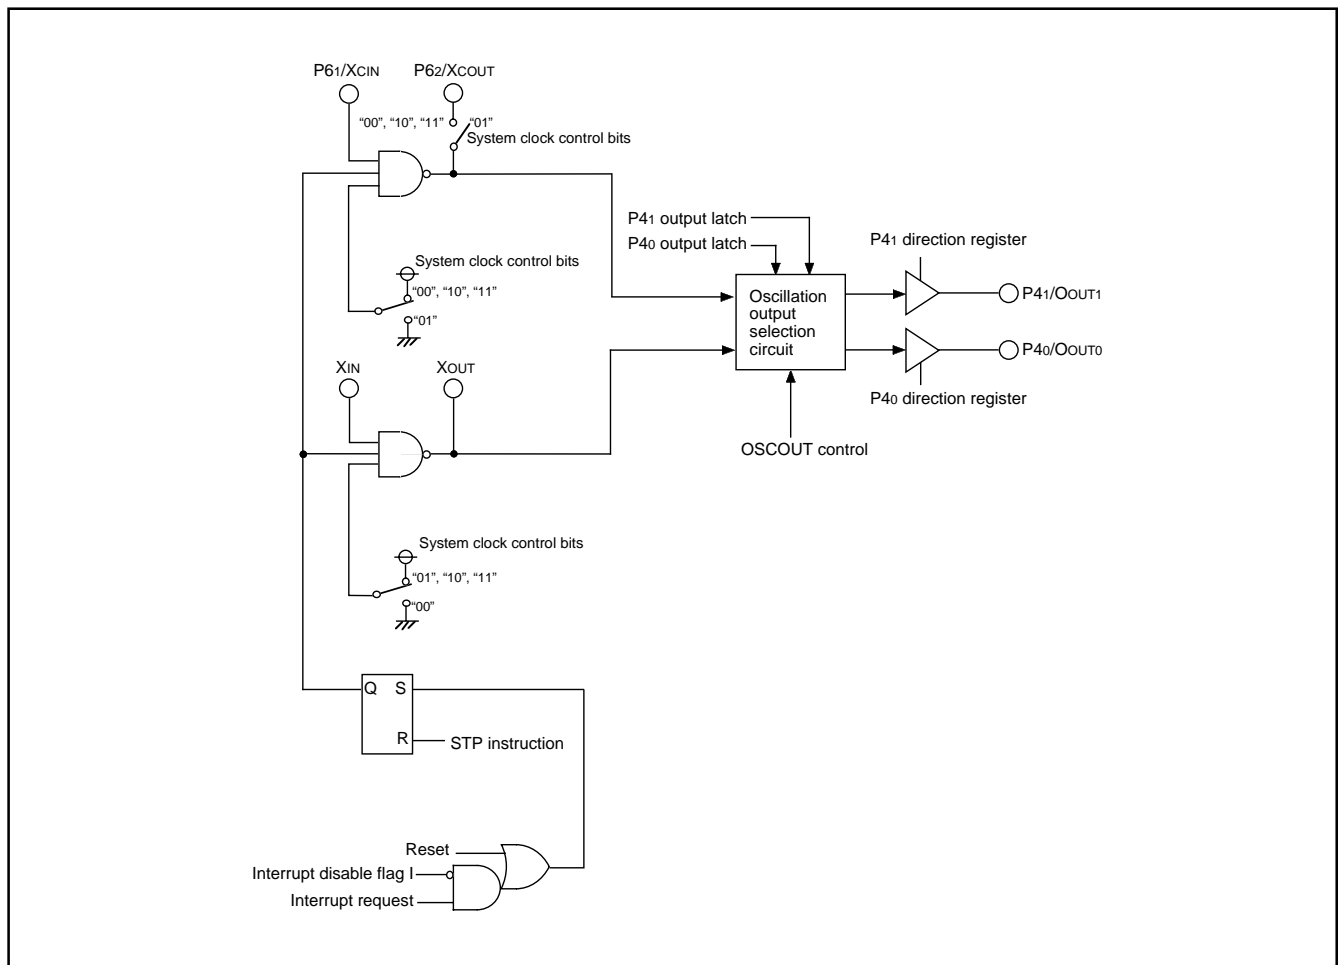 P61/XCIN P62/XCOUT
“00”, “10”, “11” “01”
System clock control bits
P41 output latch
P40 output latch
P41 direction register
System clock control bits
“00”, “10”, “11”
“01”
Oscillation
output
selection
circuit
P41/OOUT1
P40/OOUT0
XIN XOUT
P40 direction register
OSCOUT control
System clock control bits
“01”, “10”, “11”
“00”
Q S
R
STP instruction
Reset
Interrupt disable flag I
Interrupt request